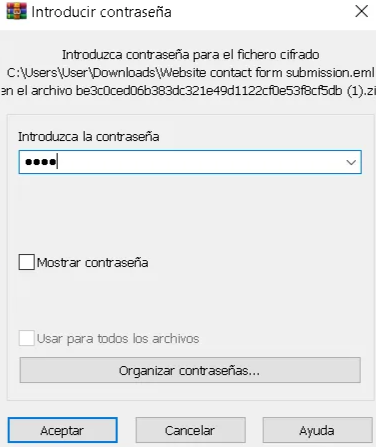 Introducir contraseña
Introduzca contraseña para el fichero cifrado
C:\Users\User\Downloads\Website contact form submission.eml
en el archivo be3c0ced06b383dc321e49d1122cf0e53f8cf5db (1).zi
Introduzca la contraseña
••••
Mostrar contraseña
Usar para todos los archivos
Organizar contraseñas...
Aceptar
Cancelar
Ayuda